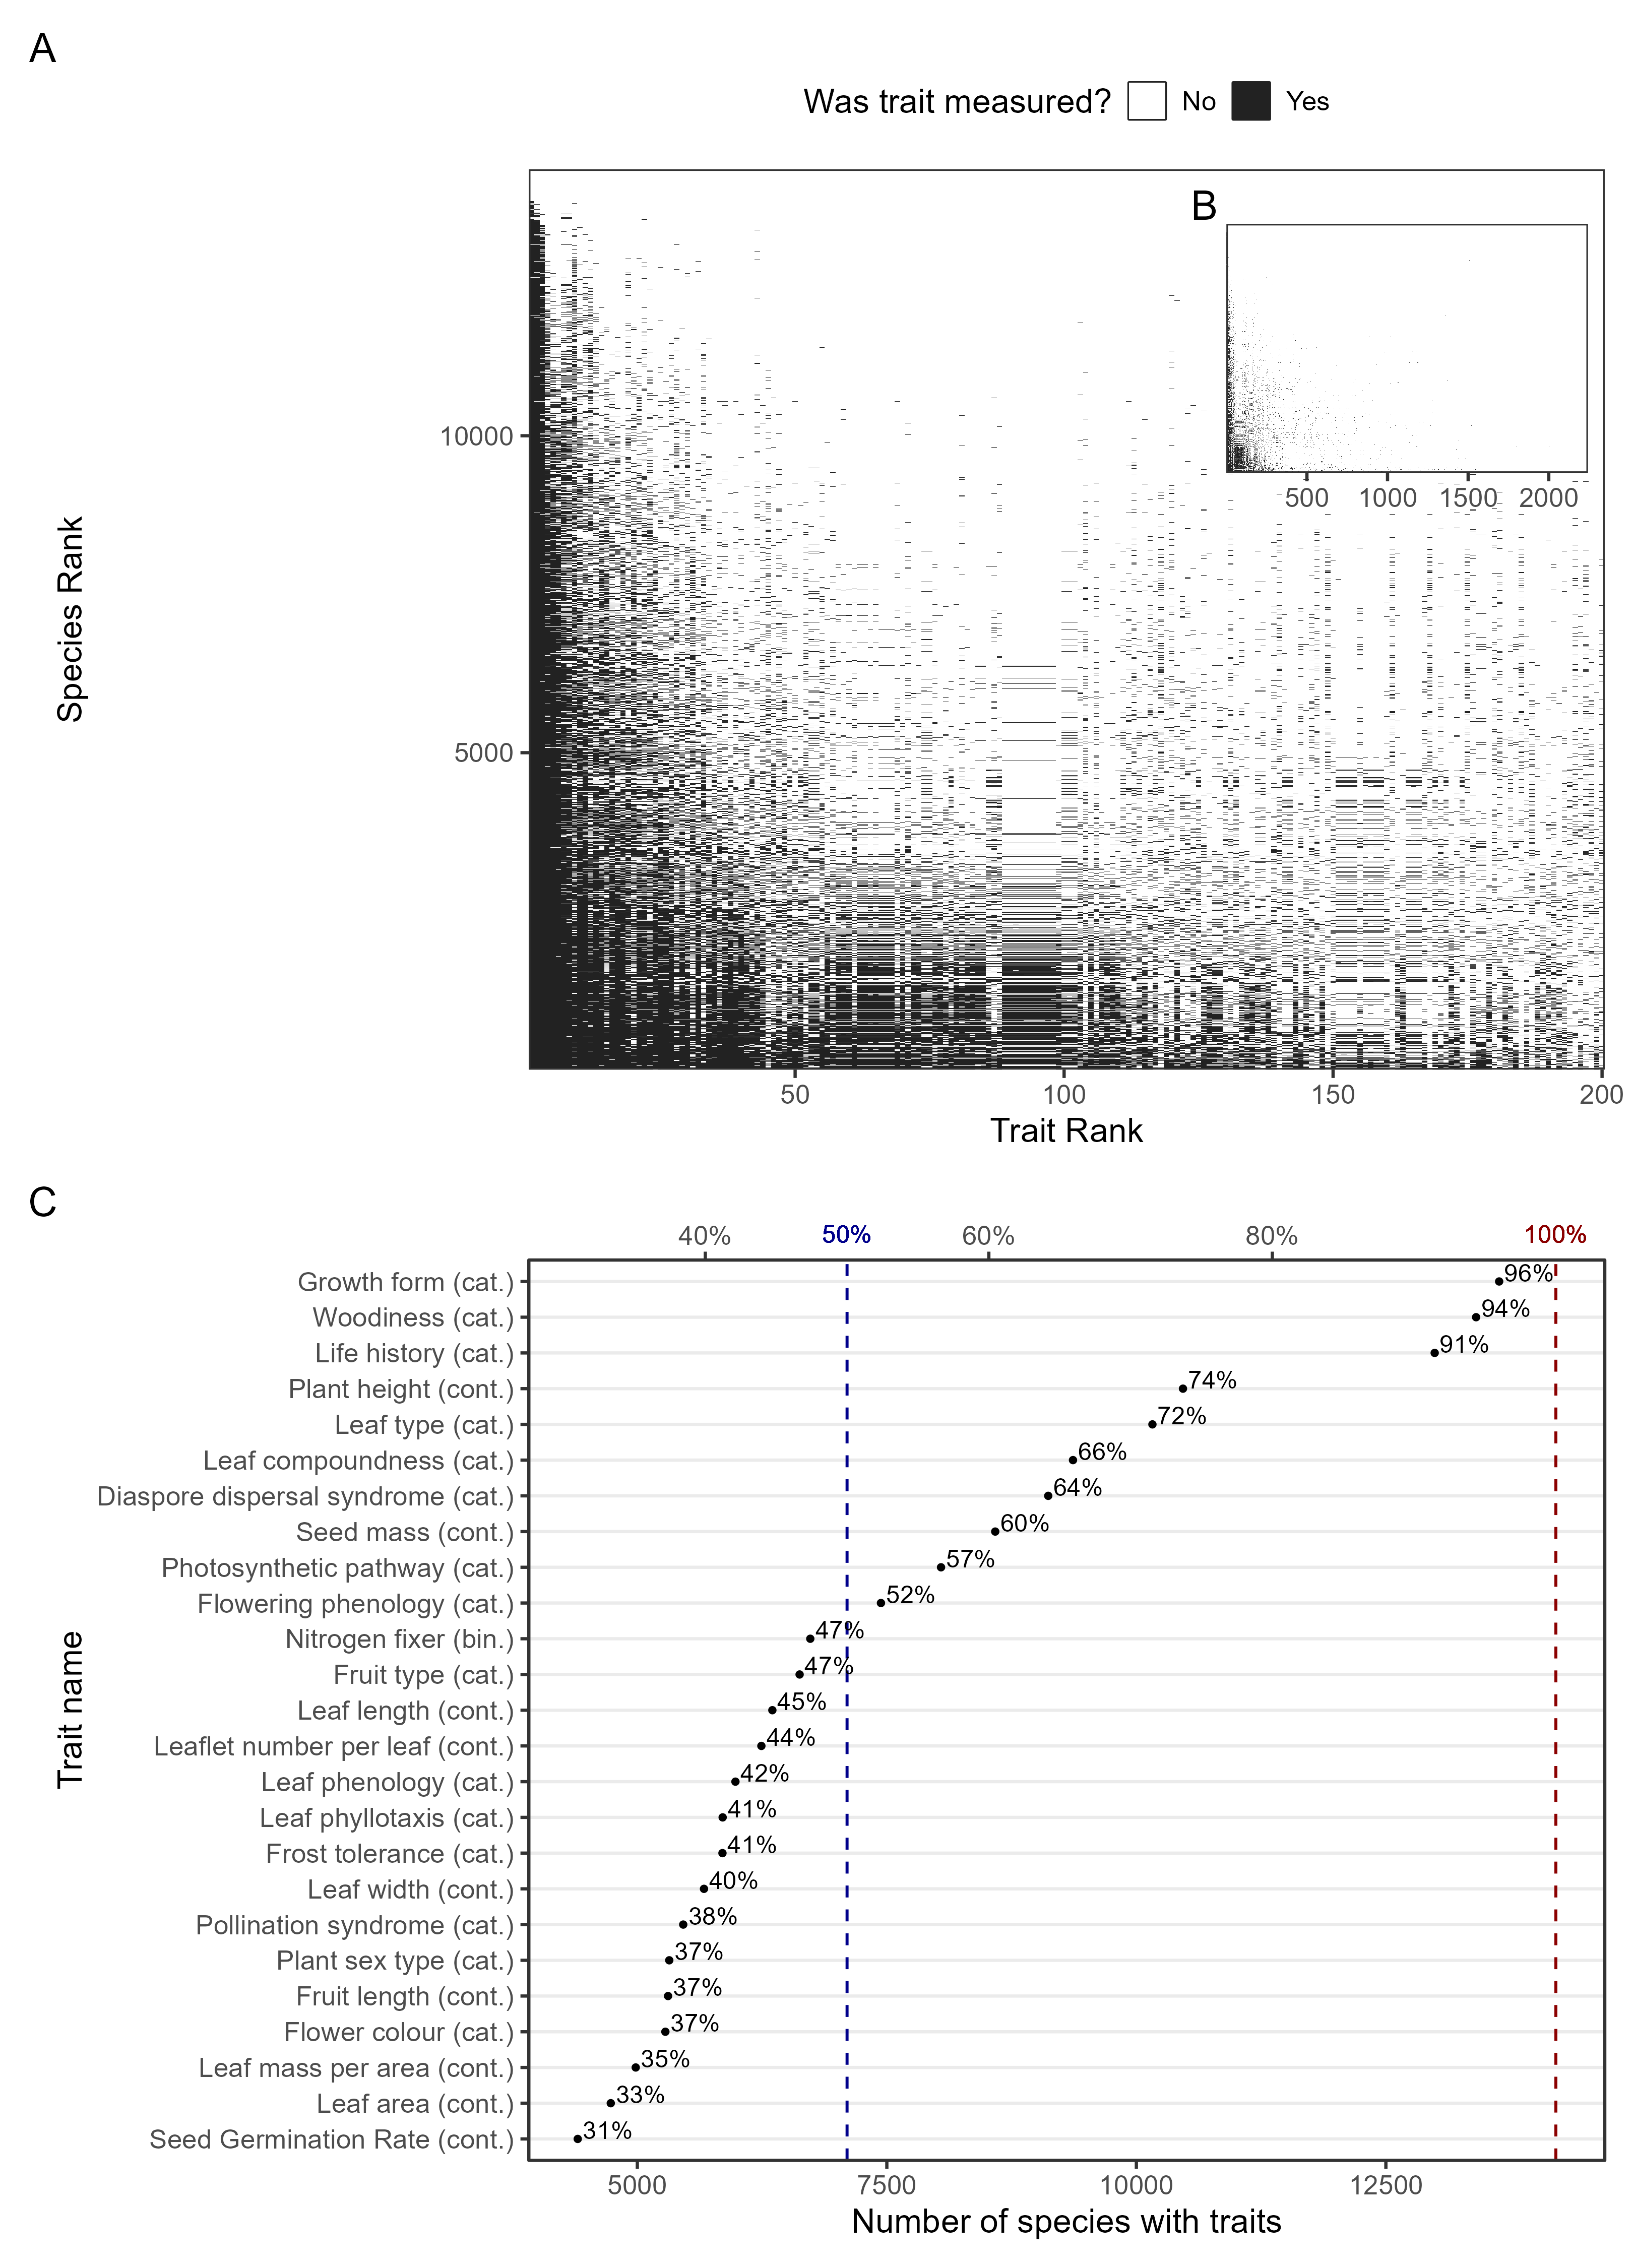 A
Was trait measured? No Yes
B
500 1000 1500 2000
Species Rank
10000
5000
50 100 150 200
Trait Rank
C
40% 50% 60% 80% 100%
Trait name
Growth form (cat.) 96%
Woodiness (cat.) 94%
Life history (cat.) 91%
Plant height (cont.) 74%
Leaf type (cat.) 72%
Leaf compoundness (cat.) 66%
Diaspore dispersal syndrome (cat.) 64%
Seed mass (cont.) 60%
Photosynthetic pathway (cat.) 57%
Flowering phenology (cat.) 52%
Nitrogen fixer (bin.) 47%
Fruit type (cat.) 47%
Leaf length (cont.) 45%
Leaflet number per leaf (cont.) 44%
Leaf phenology (cat.) 42%
Leaf phyllotaxis (cat.) 41%
Frost tolerance (cat.) 41%
Leaf width (cont.) 40%
Pollination syndrome (cat.) 38%
Plant sex type (cat.) 37%
Fruit length (cont.) 37%
Flower colour (cat.) 37%
Leaf mass per area (cont.) 35%
Leaf area (cont.) 33%
Seed Germination Rate (cont.) 31%
5000 7500 10000 12500
Number of species with traits